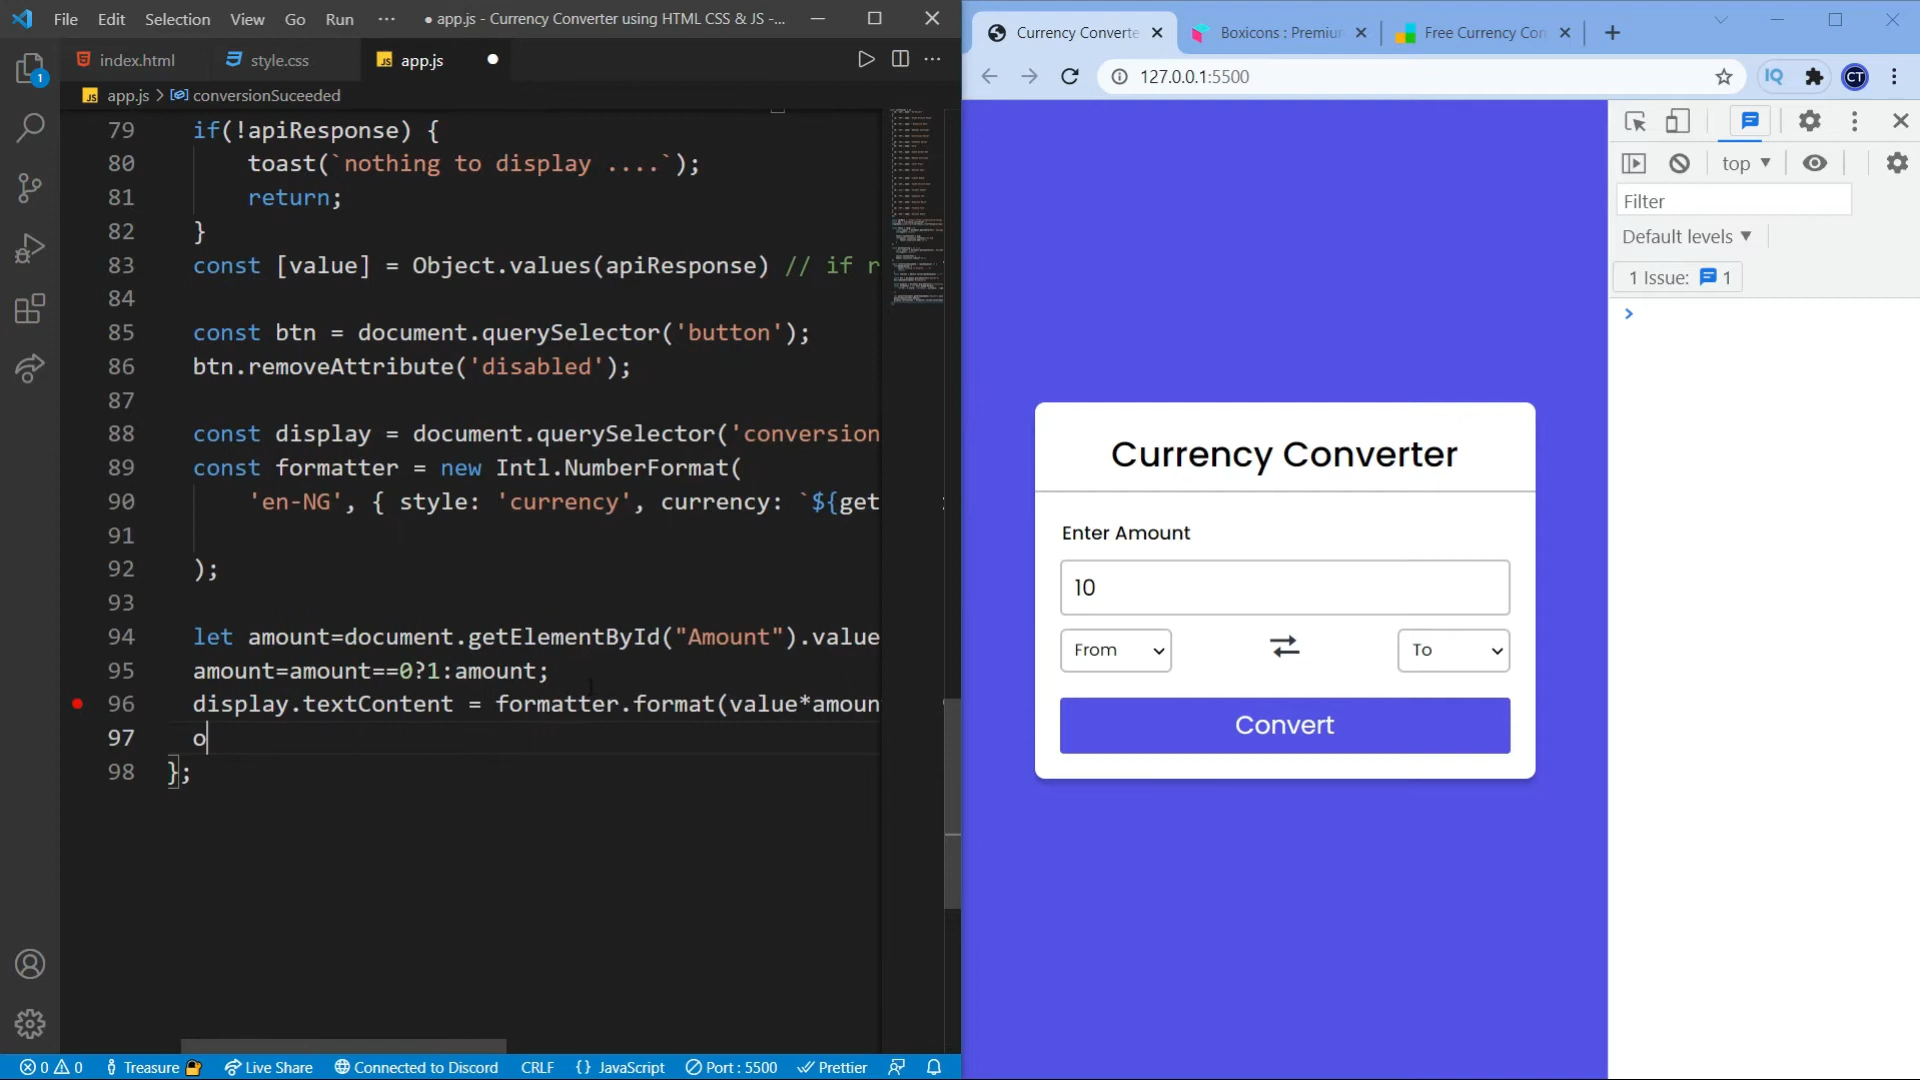 File Edit Selection View Go Run ··· ● app.js - Currency Converter using HTML CSS & JS -...
index.html style.css JS app.js
JS app.js > conversionSuceeded
79 if(!apiResponse) {
80 toast(`nothing to display ....`);
81 return;
82 }
83 const [value] = Object.values(apiResponse) // if r
84
85 const btn = document.querySelector('button');
86 btn.removeAttribute('disabled');
87
88 const display = document.querySelector('conversion
89 const formatter = new Intl.NumberFormat(
90 'en-NG', { style: 'currency', currency: `${get
91
92 );
93
94 let amount=document.getElementById("Amount").value
95 amount=amount==0?1:amount;
96 display.textContent = formatter.format(value*amoun
97 o
98 };
1
0 0 Treasure Live Share Connected to Discord CRLF {} JavaScript Port : 5500 Prettier
Currency Converte Boxicons : Premiu Free Currency Con
127.0.0.1:5500 IQ CT
Currency Converter
Enter Amount
10
From To
Convert
top
Filter
Default levels
1 Issue: 1